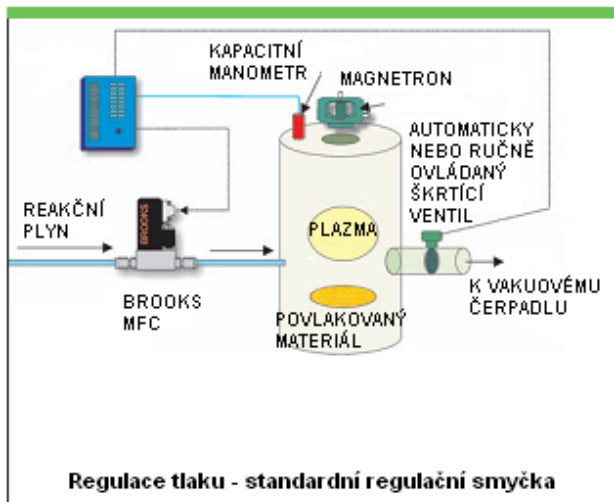 KAPACITNÍ
MANOMETR
MAGNETRON
AUTOMATICKY
NEBO RUČNĚ
OVLÁDANÝ
ŠKRTÍCÍ
VENTIL
REAKČNÍ
PLYN
BROOKS
BROOKS
MFC
PLAZMA
POVLAKOVANÝ
MATERIÁL
K VAKUOVÉMU
ČERPADLU
Regulace tlaku - standardní regulační smyčka